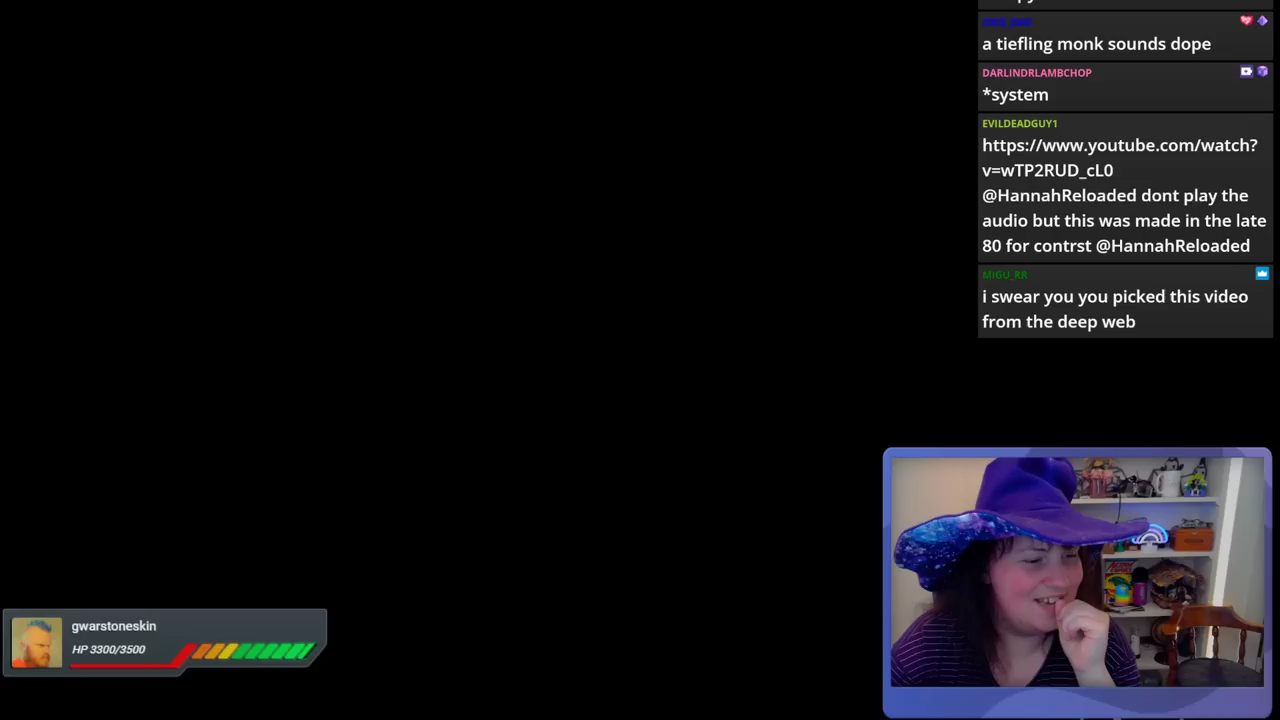 a tiefling monk sounds dope
DARLINDRLAMBCHOP
*system
EVILDEADGUY1
https://www.youtube.com/watch?
v=wTP2RUD_cL0
@HannahReloaded dont play the
audio but this was made in the late
80 for contrst @HannahReloaded
MIGU_RR
i swear you you picked this video
from the deep web
gwarstoneskin
HP 3300/3500